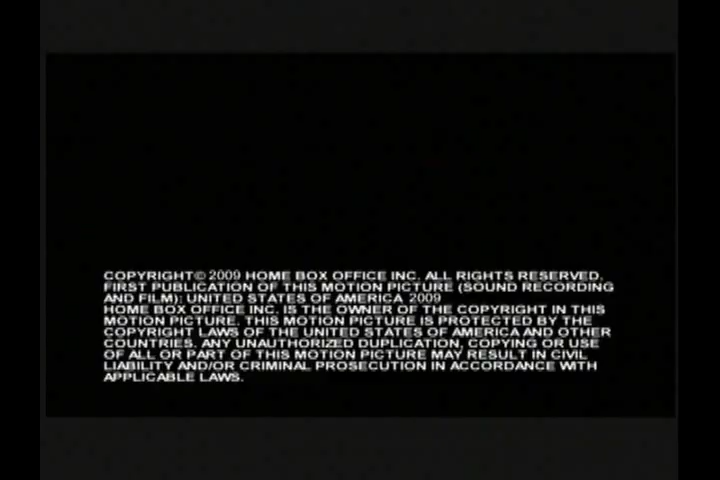 COPYRIGHT© 2009 HOME BOX OFFICE INC. ALL RIGHTS RESERVED.
FIRST PUBLICATION OF THIS MOTION PICTURE (SOUND RECORDING
AND FILM): UNITED STATES OF AMERICA 2009
HOME BOX OFFICE INC. IS THE OWNER OF THE COPYRIGHT IN THIS
MOTION PICTURE. THIS MOTION PICTURE IS PROTECTED BY THE
COPYRIGHT LAWS OF THE UNITED STATES OF AMERICA AND OTHER
COUNTRIES. ANY UNAUTHORIZED DUPLICATION, COPYING OR USE
OF ALL OR PART OF THIS MOTION PICTURE MAY RESULT IN CIVIL
LIABILITY AND/OR CRIMINAL PROSECUTION IN ACCORDANCE WITH
APPLICABLE LAWS.